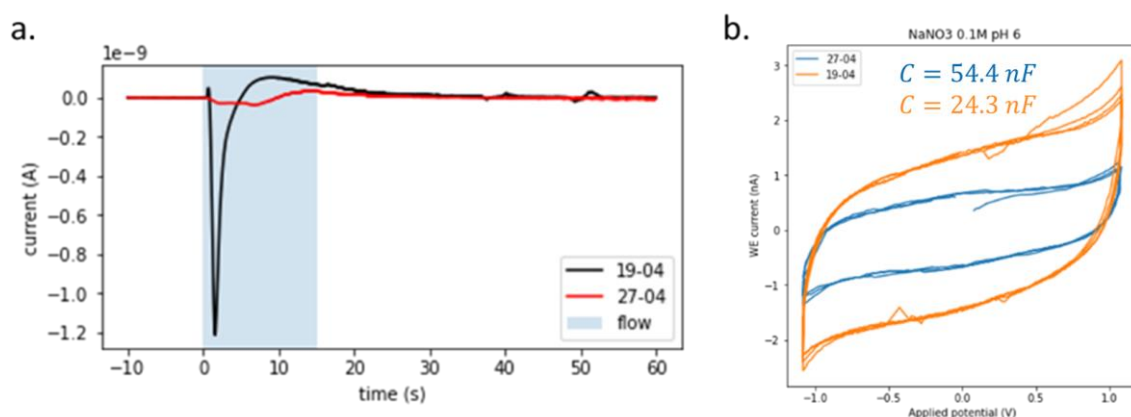 a.
1e−9
0.0
−0.2
−0.4
−0.6
−0.8
−1.0
−1.2
current (A)
−10
0
10
20
30
40
50
60
time (s)
19-04
27-04
flow
b.
NaNO3 0.1M pH 6
27-04
19-04
C = 54.4 nF
C = 24.3 nF
3
2
1
0
−1
−2
WE current (nA)
−1.0
−0.5
0.0
0.5
1.0
Applied potential (V)